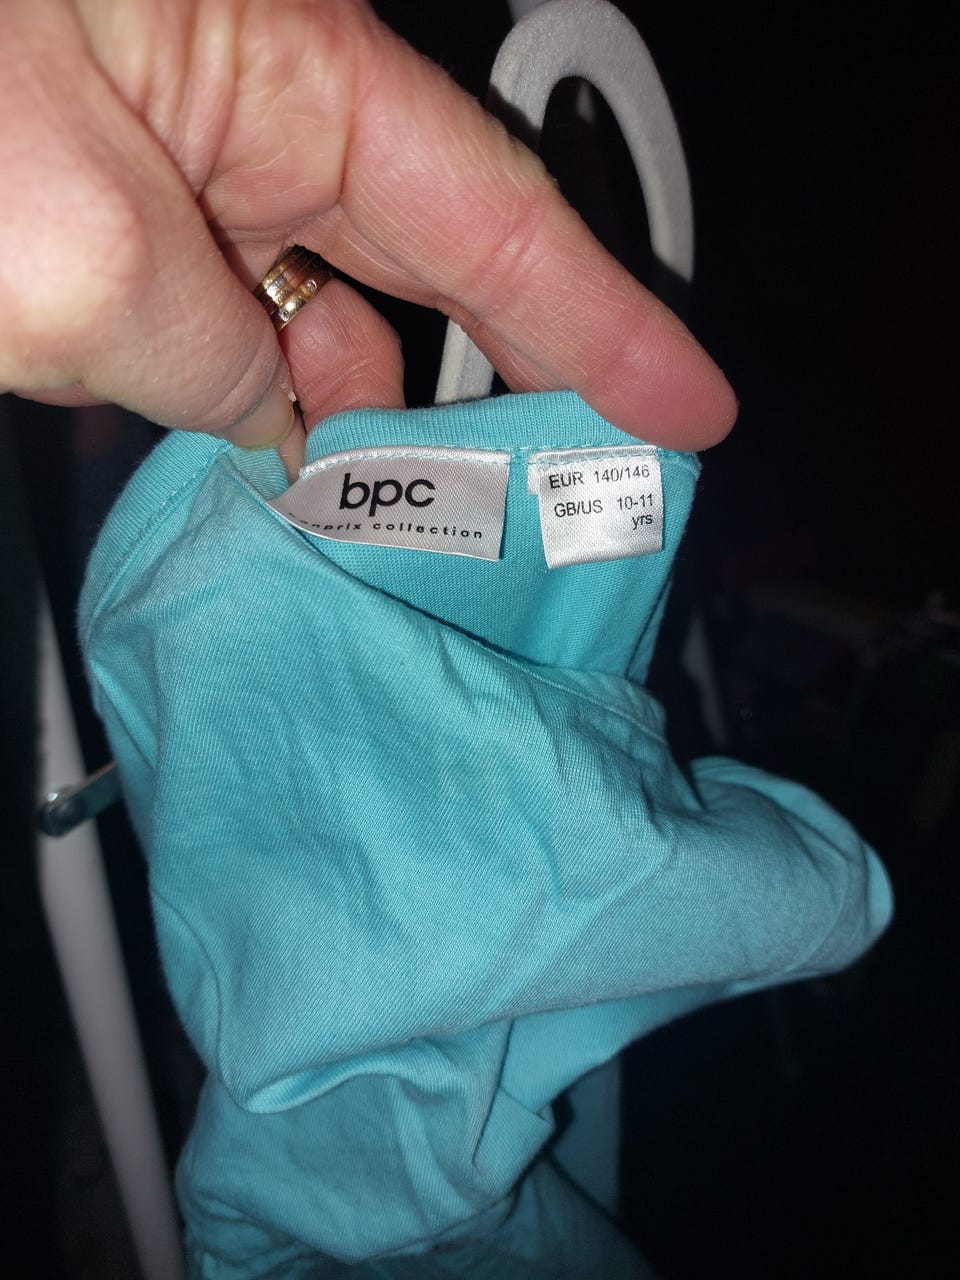 bpc
collection
EUR 140/146
GB/US 10-11
yrs